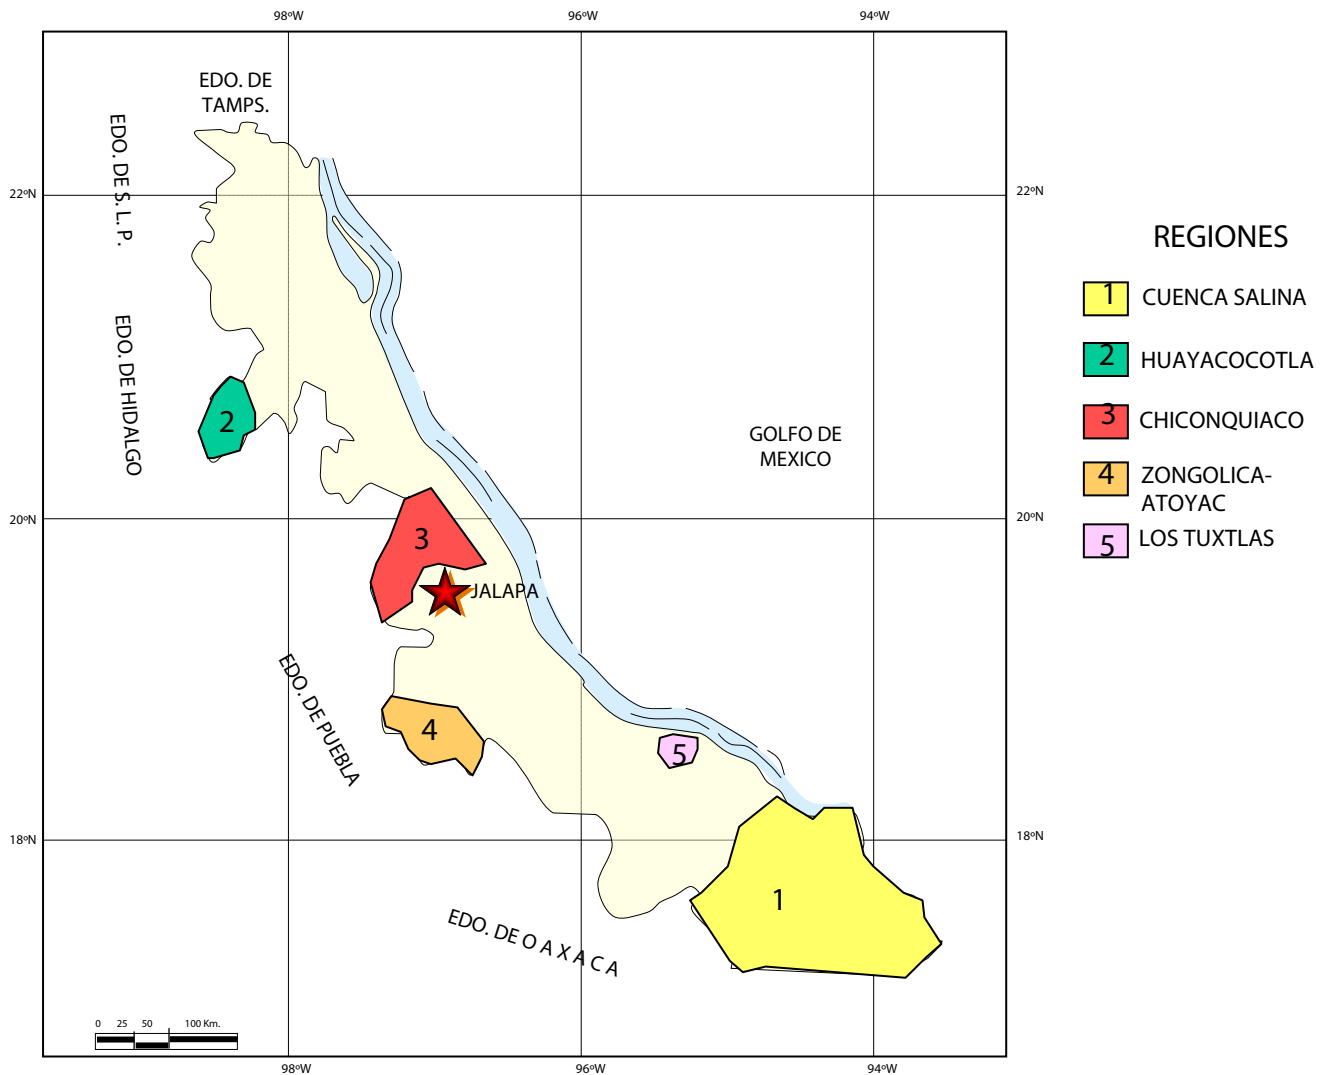 98ºW
96ºW
94ºW
EDO. DE
TAMPS.
EDO. DE S. L. P.
22ºN
22ºN
REGIONES
1 CUENCA SALINA
EDO. DE HIDALGO
2 HUAYACOCOTLA
3 CHICONQUIACO
2
GOLFO DE
MEXICO
4 ZONGOLICA-
ATOYAC
20ºN
20ºN
3
5 LOS TUXTLAS
JALAPA
EDO. DE PUEBLA
4
5
18ºN
18ºN
1
EDO. DE O A X A C A
0 25 50 100 Km.
98ºW
96ºW
94ºW